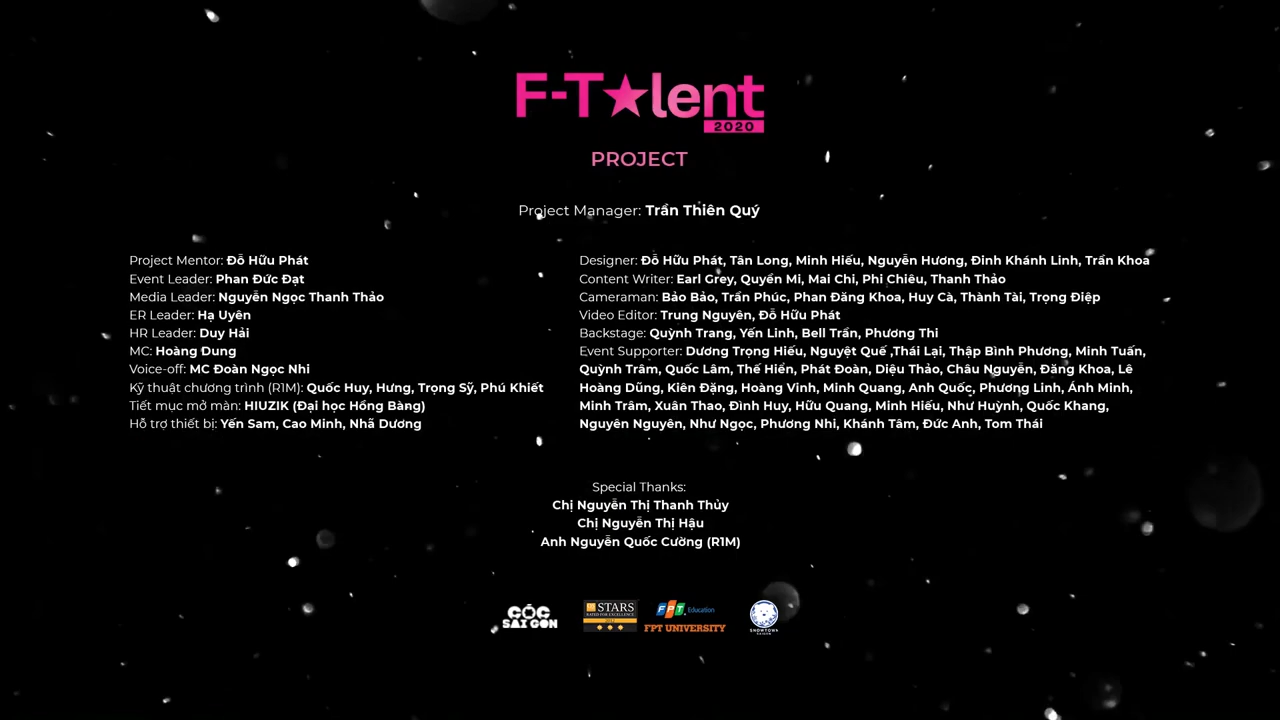 F-T★lent
2020
PROJECT
Project Manager: Trần Thiên Quý
Project Mentor: Đỗ Hữu Phát
Event Leader: Phan Đức Đạt
Media Leader: Nguyễn Ngọc Thanh Thảo
ER Leader: Hạ Uyên
HR Leader: Duy Hải
MC: Hoàng Dung
Voice-off: MC Đoàn Ngọc Nhi
Kỹ thuật chương trình (R1M): Quốc Huy, Hưng, Trọng Sỹ, Phú Khiết
Tiết mục mở màn: HIUZIK (Đại học Hồng Bàng)
Hỗ trợ thiết bị: Yến Sam, Cao Minh, Nhã Dương
Designer: Đỗ Hữu Phát, Tân Long, Minh Hiếu, Nguyễn Hương, Đinh Khánh Linh, Trần Khoa
Content Writer: Earl Grey, Quyền Mi, Mai Chi, Phi Chiêu, Thanh Thảo
Cameraman: Bảo Bảo, Trần Phúc, Phan Đăng Khoa, Huy Cà, Thành Tài, Trọng Điệp
Video Editor: Trung Nguyên, Đỗ Hữu Phát
Backstage: Quỳnh Trang, Yến Linh, Bell Trần, Phương Thi
Event Supporter: Dương Trọng Hiếu, Nguyệt Quế ,Thái Lại, Thập Bình Phương, Minh Tuấn,
Quỳnh Trâm, Quốc Lâm, Thế Hiển, Phát Đoàn, Diệu Thảo, Châu Nguyễn, Đăng Khoa, Lê
Hoàng Dũng, Kiên Đặng, Hoàng Vinh, Minh Quang, Anh Quốc, Phương Linh, Ánh Minh,
Minh Trâm, Xuân Thao, Đình Huy, Hữu Quang, Minh Hiếu, Như Huỳnh, Quốc Khang,
Nguyên Nguyên, Như Ngọc, Phương Nhi, Khánh Tâm, Đức Anh, Tom Thái
Special Thanks:
Chị Nguyễn Thị Thanh Thủy
Chị Nguyễn Thị Hậu
Anh Nguyễn Quốc Cường (R1M)
CÓC
SÀI GÒN
STARS
RATED FOR EXCELLENCE
2012
FPT Education
FPT UNIVERSITY
SNOWTOWN
SAIGON